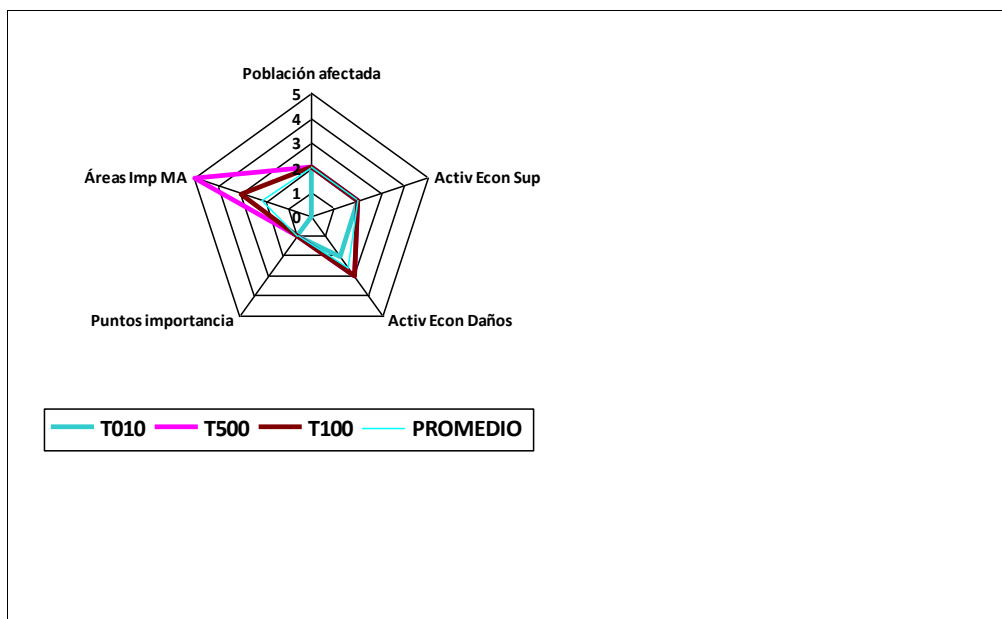 Población afectada
5
4
3
2
1
0
Áreas Imp MA
Activ Econ Sup
Puntos importancia
Activ Econ Daños
T010 T500 T100 PROMEDIO